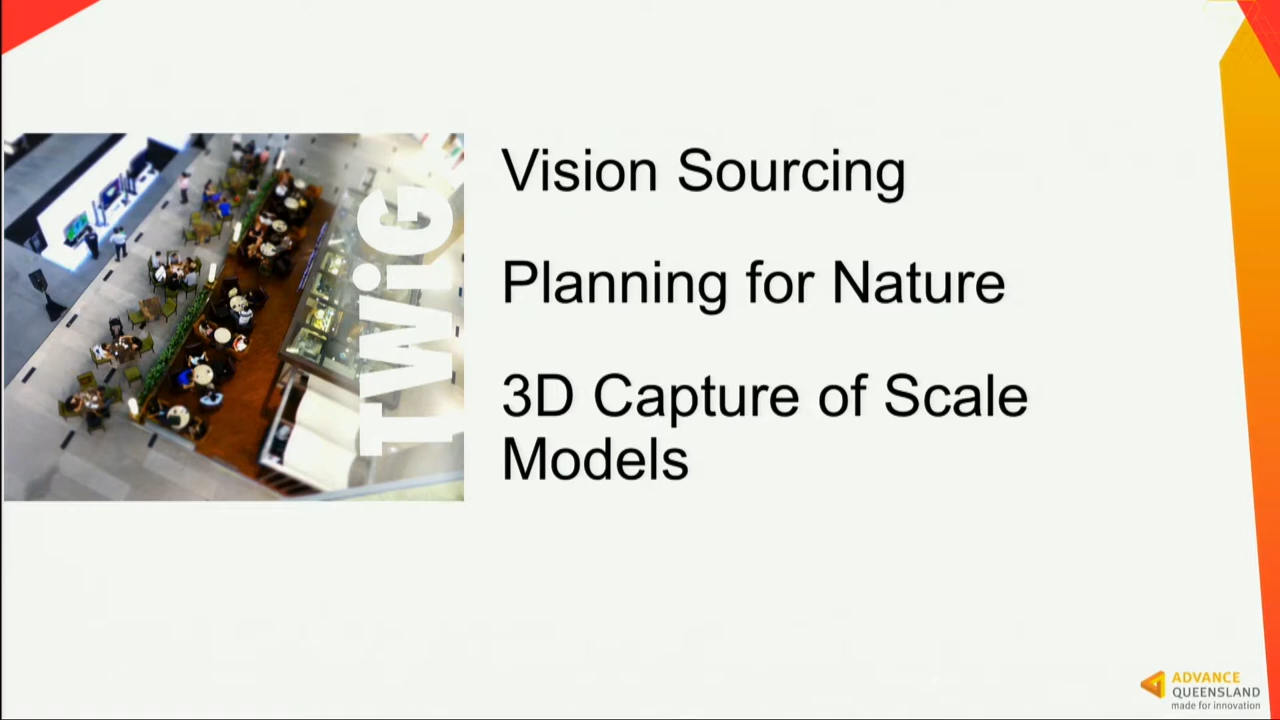 TWiG
Vision Sourcing
Planning for Nature
3D Capture of Scale
Models
ADVANCE
QUEENSLAND
made for innovation